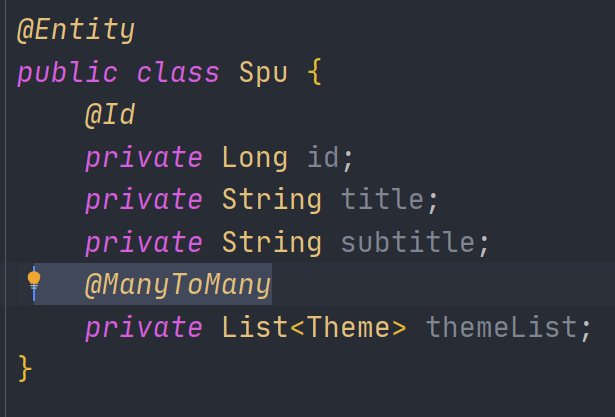 @Entity
public class Spu {
    @Id
    private Long id;
    private String title;
    private String subtitle;
    @ManyToMany
    private List<Theme> themeList;
}